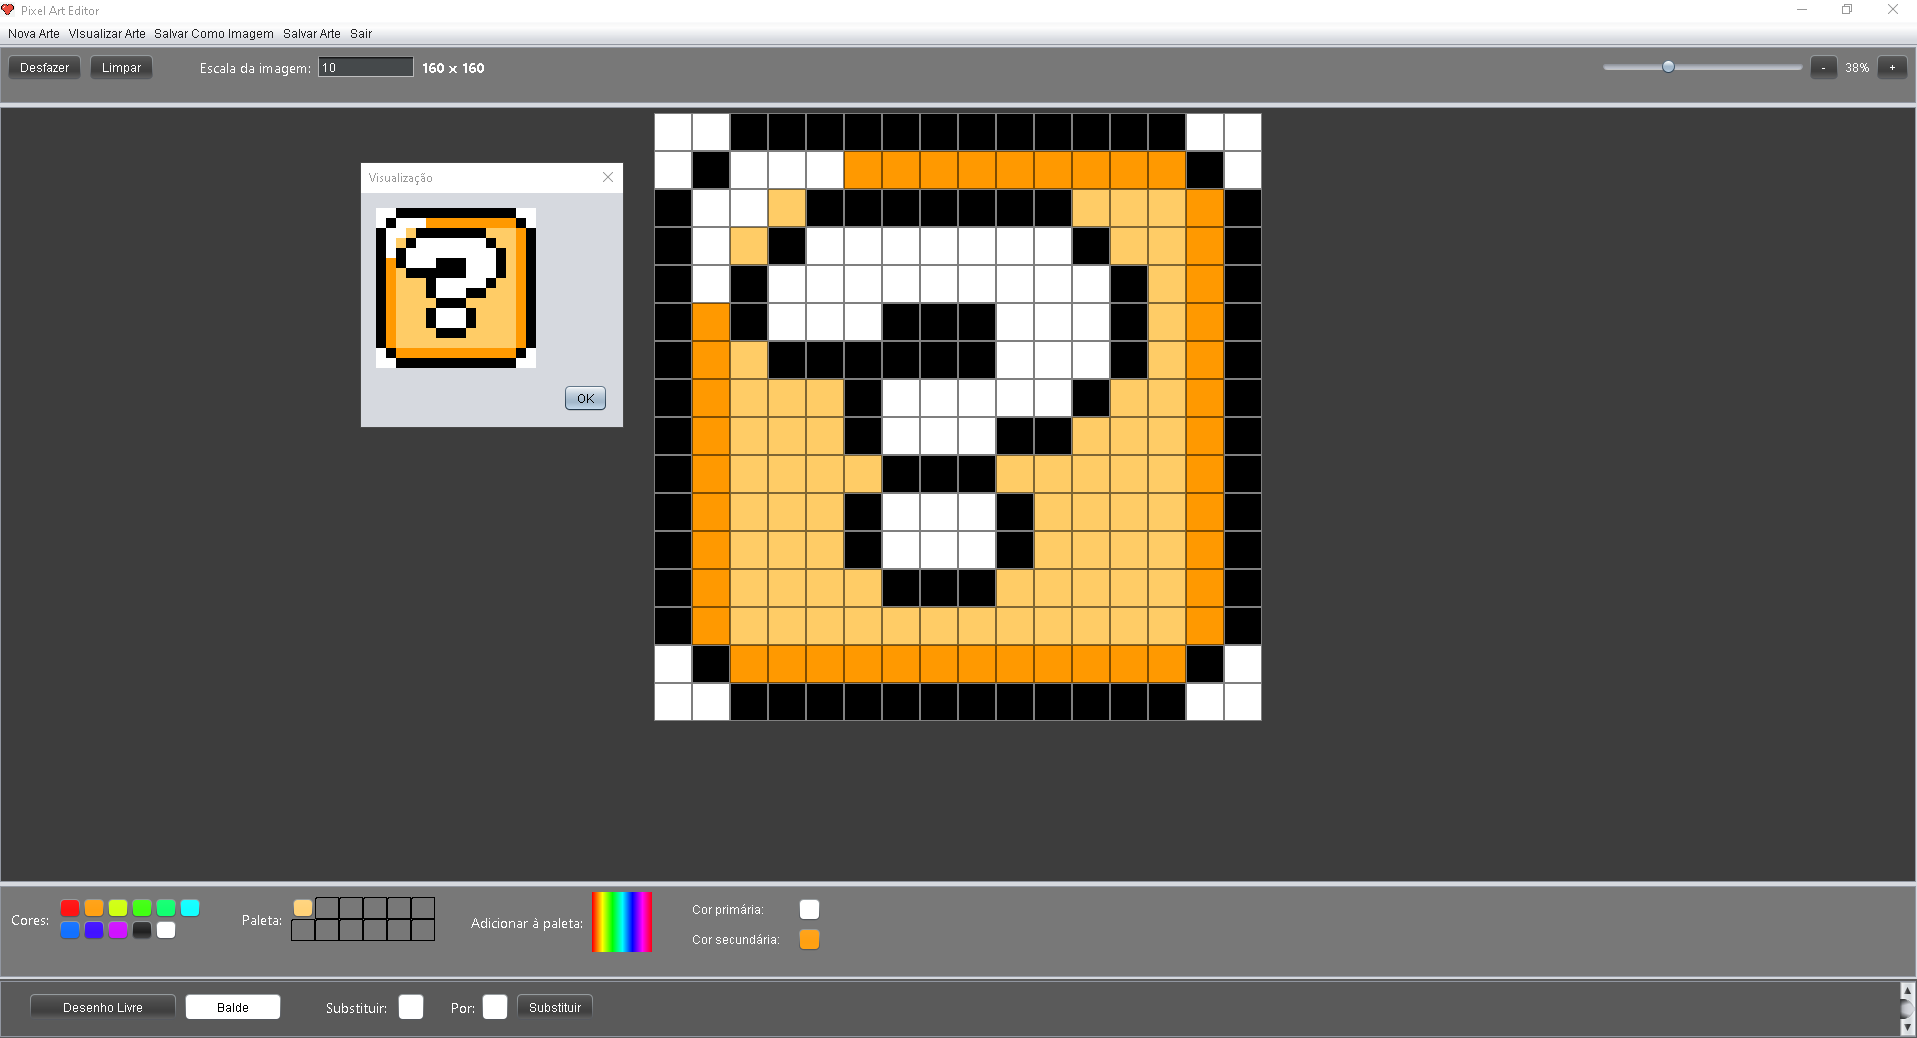 Pixel Art Editor
Nova Arte VIsualizar Arte Salvar Como Imagem Salvar Arte Sair
Desfazer Limpar Escala da imagem: 10 160 x 160 - 38% +
Visualização
OK
Cores: Paleta: Adicionar à paleta: Cor primária:
Cor secundária:
Desenho Livre Balde Substituir: Por: Substituir